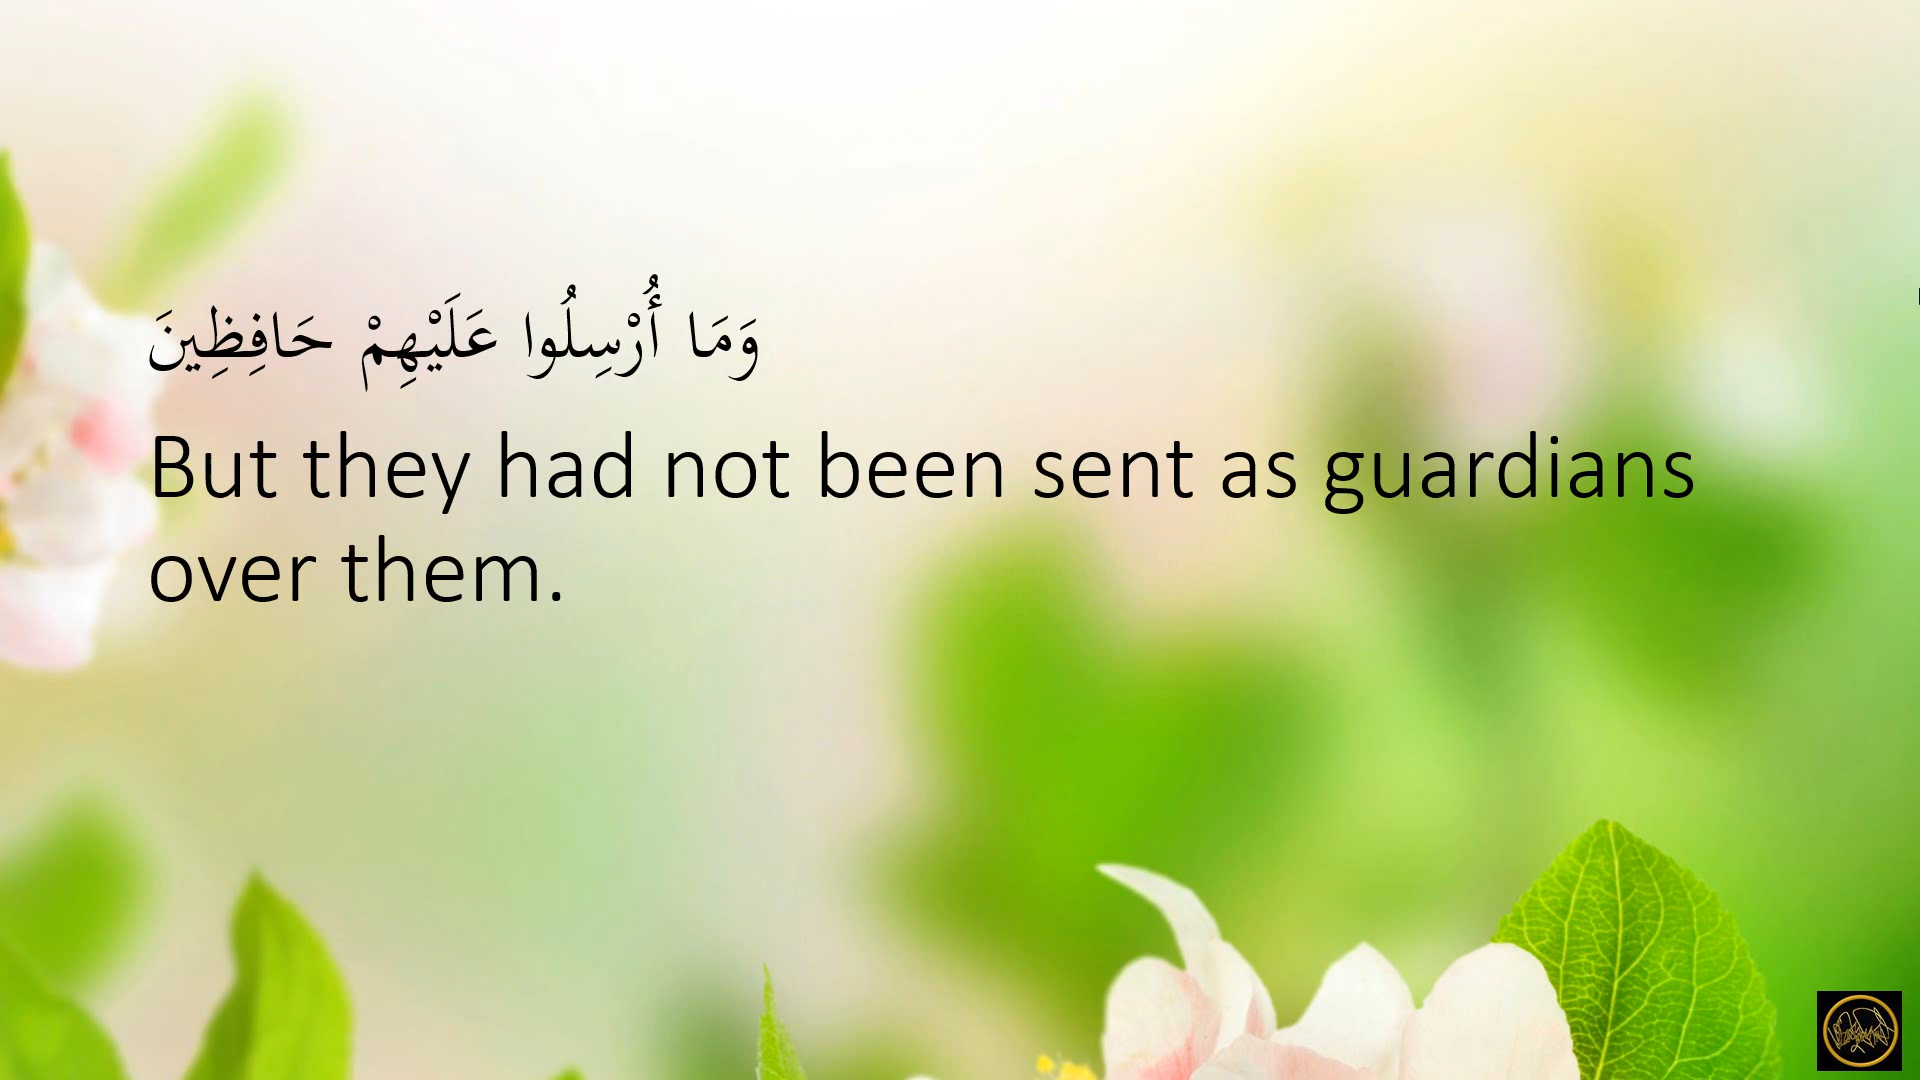 وَمَا أُرْسِلُوا عَلَيْهِمْ حَافِظِينَ
But they had not been sent as guardians
over them.